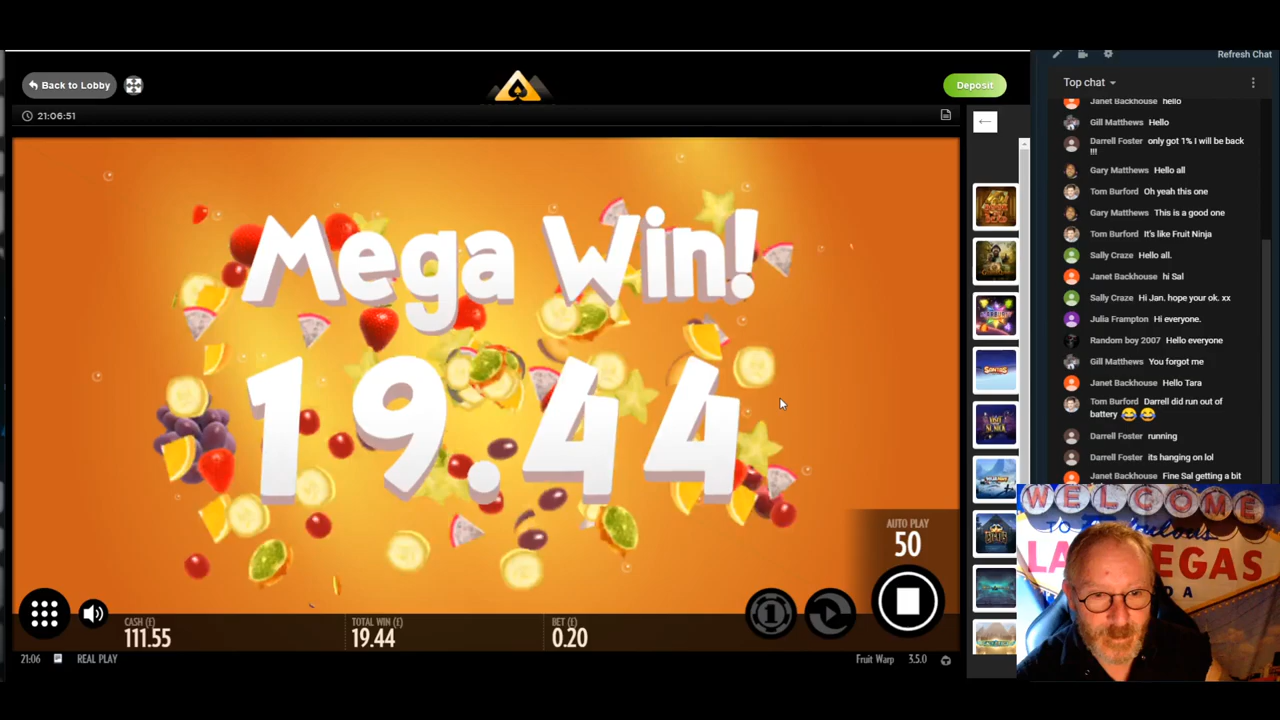 Refresh Chat
Back to Lobby
Deposit
Top chat
21:06:51
Janet Backhouse hello
Gill Matthews Hello
Darrell Foster only got 1% I will be back
!!!
Gary Matthews Hello all
Tom Burford Oh yeah this one
Gary Matthews This is a good one
Tom Burford It's like Fruit Ninja
Sally Craze Hello all.
Janet Backhouse hi Sal
Sally Craze Hi Jan. hope your ok. xx
Julia Frampton Hi everyone.
Random boy 2007 Hello everyone
Gill Matthews You forgot me
Janet Backhouse Hello Tara
Tom Burford Darrell did run out of
battery 😂 😂
Darrell Foster running
Darrell Foster its hanging on lol
Janet Backhouse Fine Sal getting a bit
Mega Win!
19.44
AUTO PLAY
50
1
CASH (£)
111.55
TOTAL WIN (£)
19.44
BET (£)
0.20
21:06 REAL PLAY
Fruit Warp 3.5.0
WELCOME
TO Fabulous